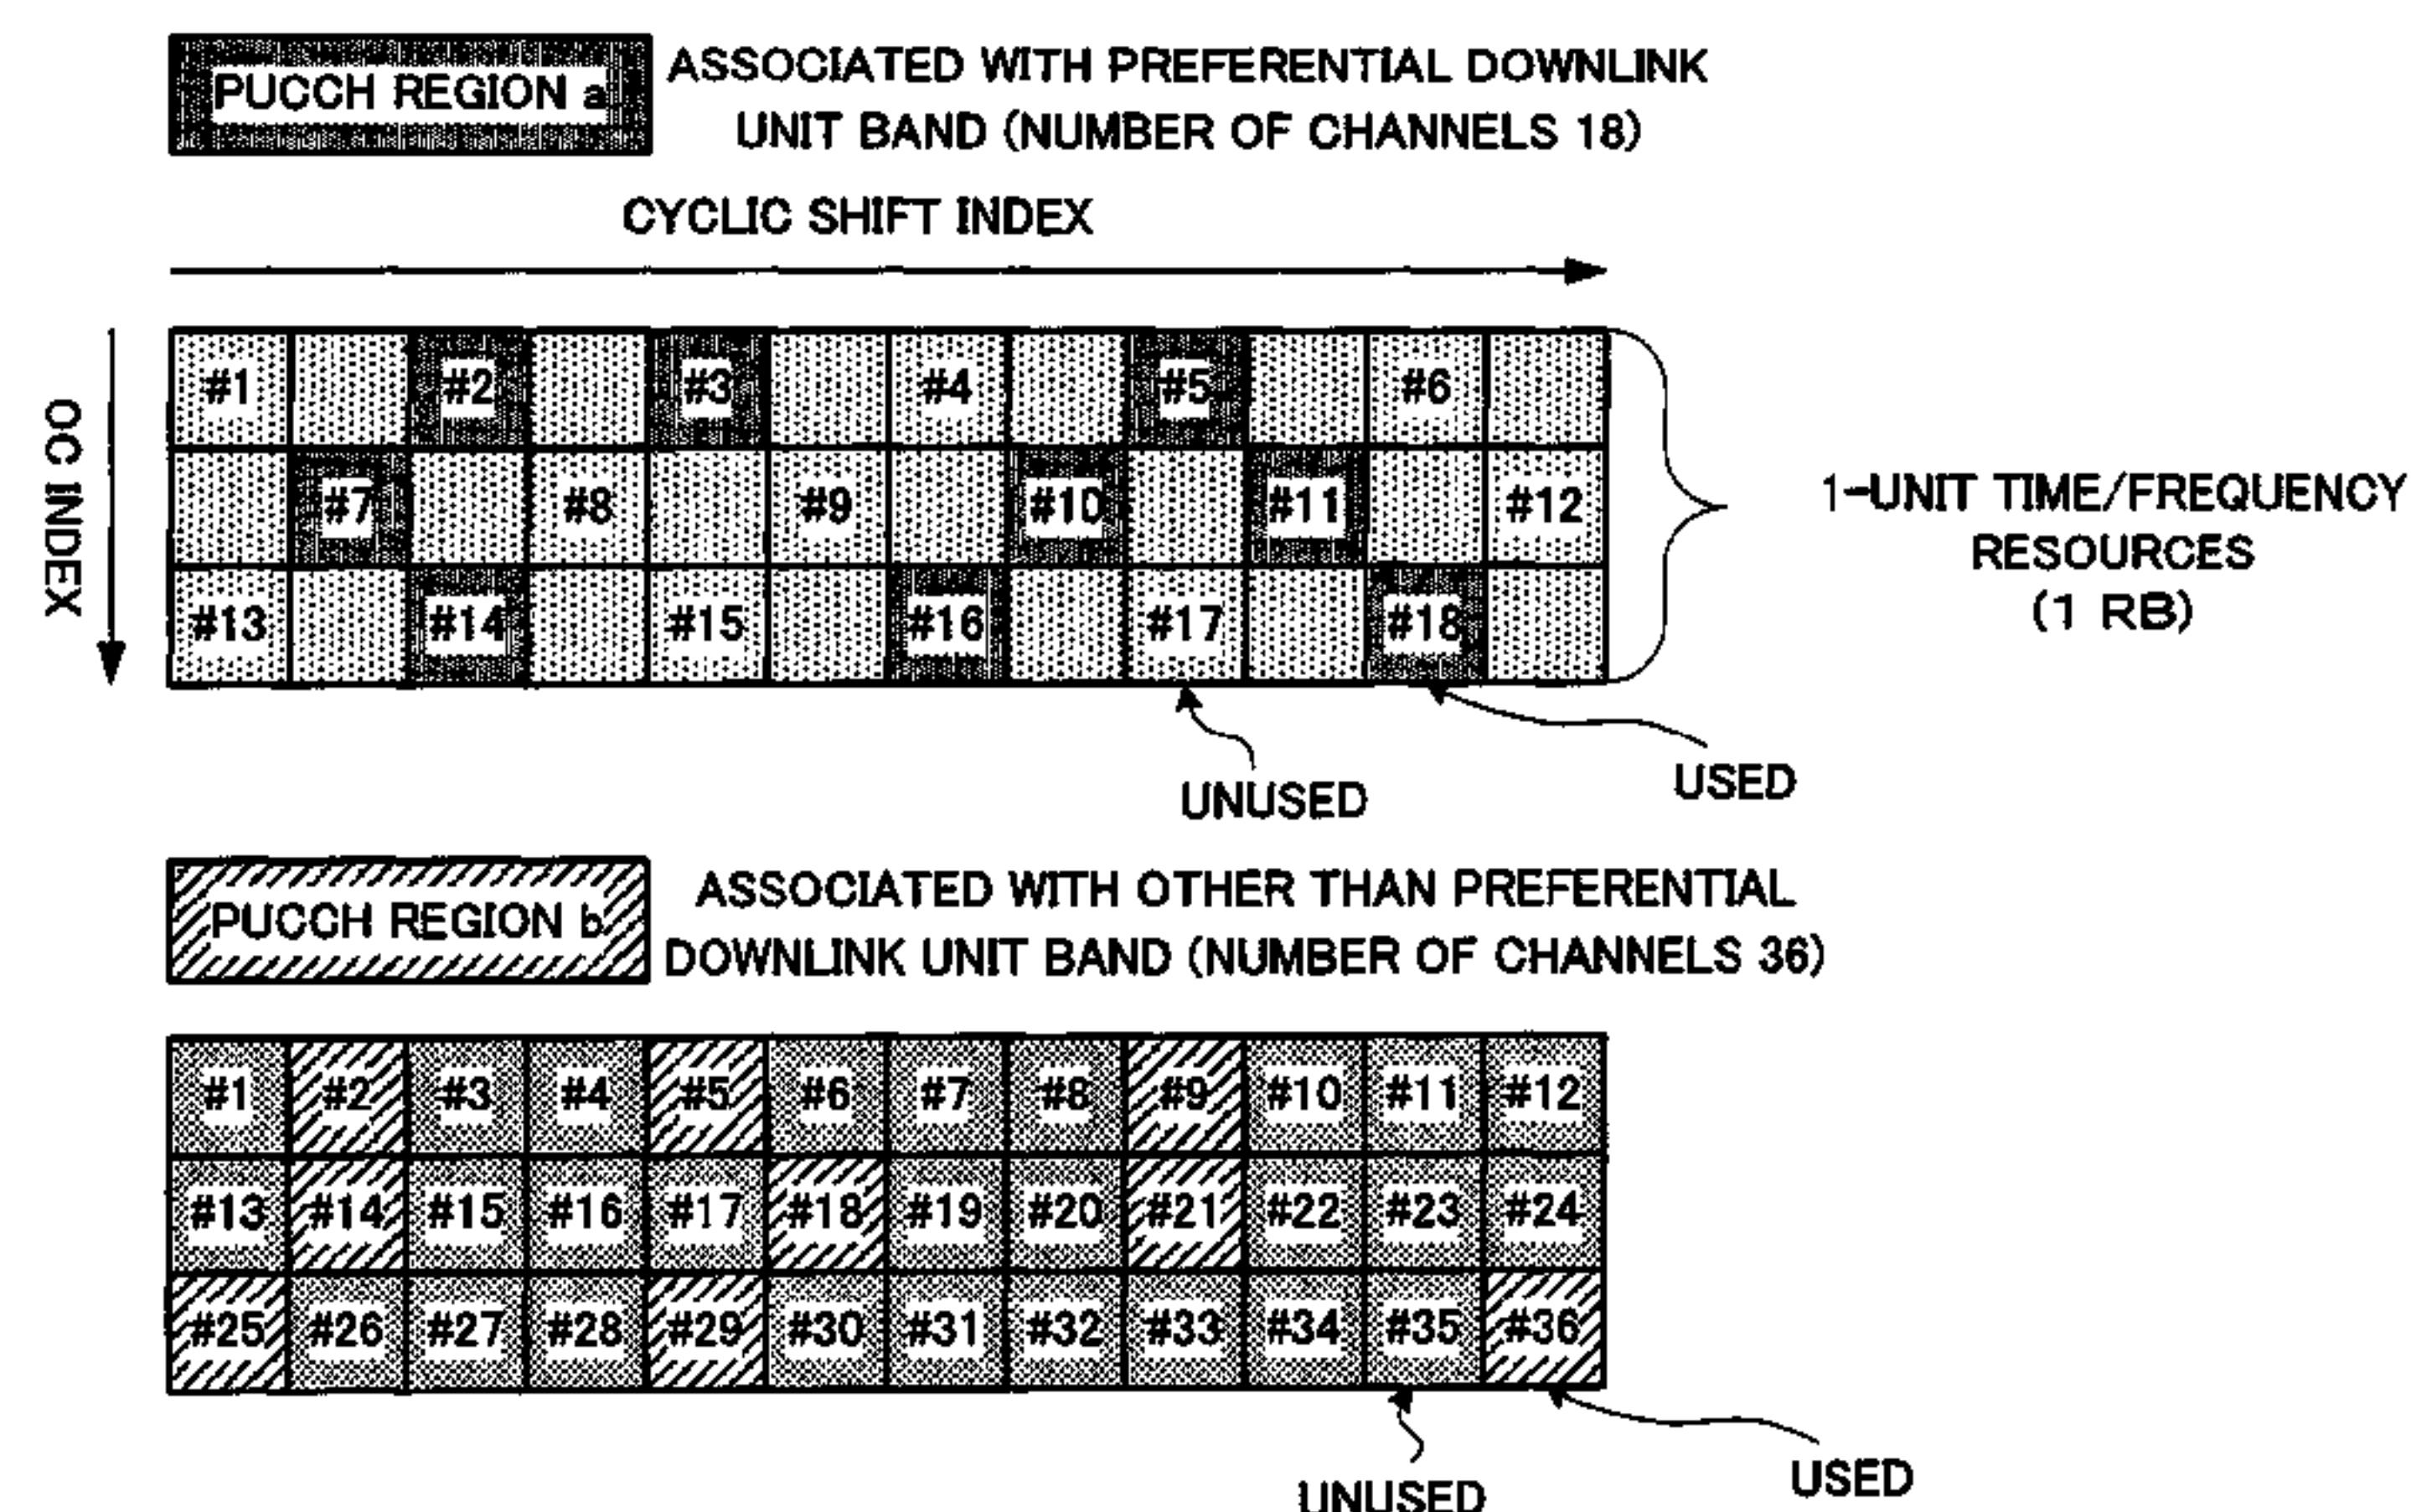 PUCCH REGION a
ASSOCIATED WITH PREFERENTIAL DOWNLINK
UNIT BAND (NUMBER OF CHANNELS 18)
CYCLIC SHIFT INDEX
OC INDEX
#1 #2 #3 #4 #5 #6
#7 #8 #9 #10 #11 #12
#13 #14 #15 #16 #17 #18
1-UNIT TIME/FREQUENCY
RESOURCES
(1 RB)
UNUSED
USED
PUCCH REGION b
ASSOCIATED WITH OTHER THAN PREFERENTIAL
DOWNLINK UNIT BAND (NUMBER OF CHANNELS 36)
#1 #2 #3 #4 #5 #6 #7 #8 #9 #10 #11 #12
#13 #14 #15 #16 #17 #18 #19 #20 #21 #22 #23 #24
#25 #26 #27 #28 #29 #30 #31 #32 #33 #34 #35 #36
UNUSED
USED